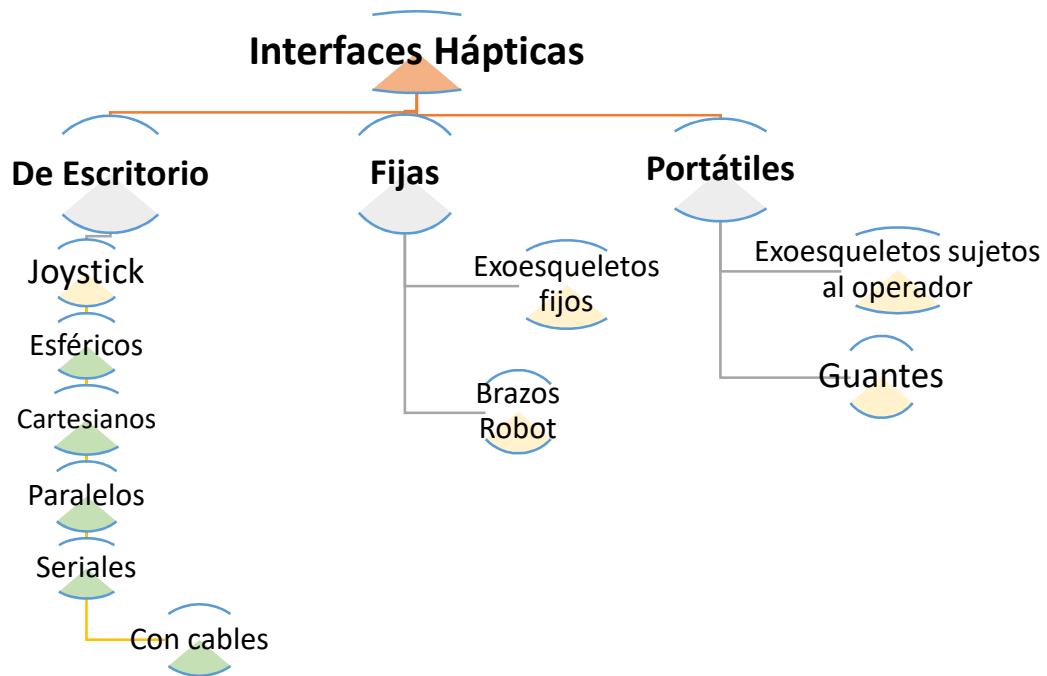 Interfaces Hápticas
De Escritorio
Joystick
Esféricos
Cartesianos
Paralelos
Seriales
Con cables
Fijas
Exoesqueletos
fijos
Brazos
Robot
Portátiles
Exoesqueletos sujetos
al operador
Guantes